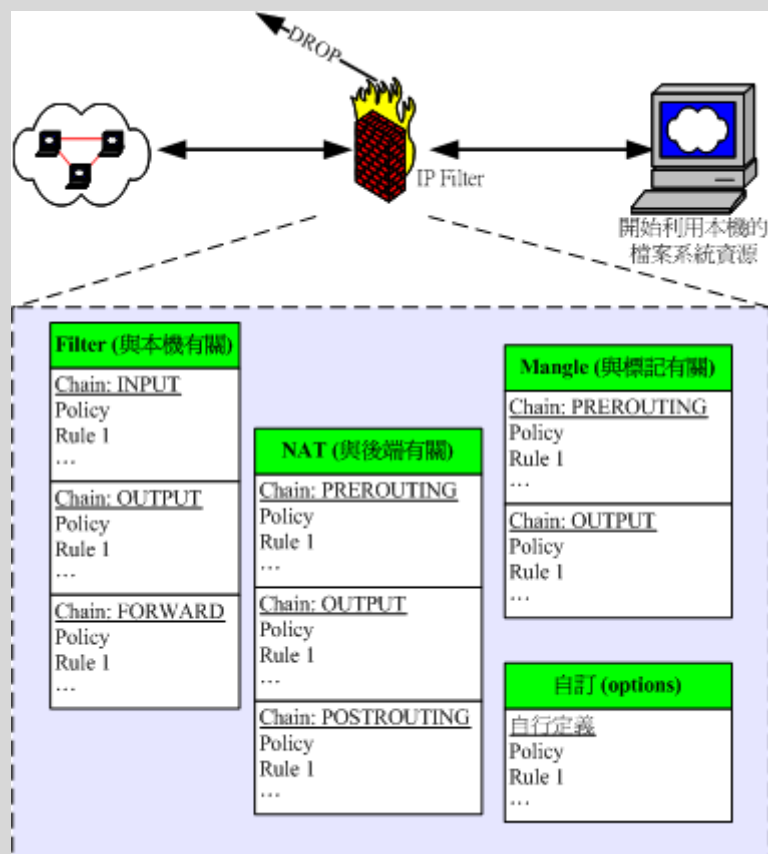 DROP
IP Filter
開始利用本機的
檔案系統資源
Filter (與本機有關)
Chain: INPUT
Policy
Rule 1
…
Chain: OUTPUT
Policy
Rule 1
…
Chain: FORWARD
Policy
Rule 1
…
NAT (與後端有關)
Chain: PREROUTING
Policy
Rule 1
…
Chain: OUTPUT
Policy
Rule 1
…
Chain: POSTROUTING
Policy
Rule 1
…
Mangle (與標記有關)
Chain: PREROUTING
Policy
Rule 1
…
Chain: OUTPUT
Policy
Rule 1
…
自訂 (options)
自行定義
Policy
Rule 1
…